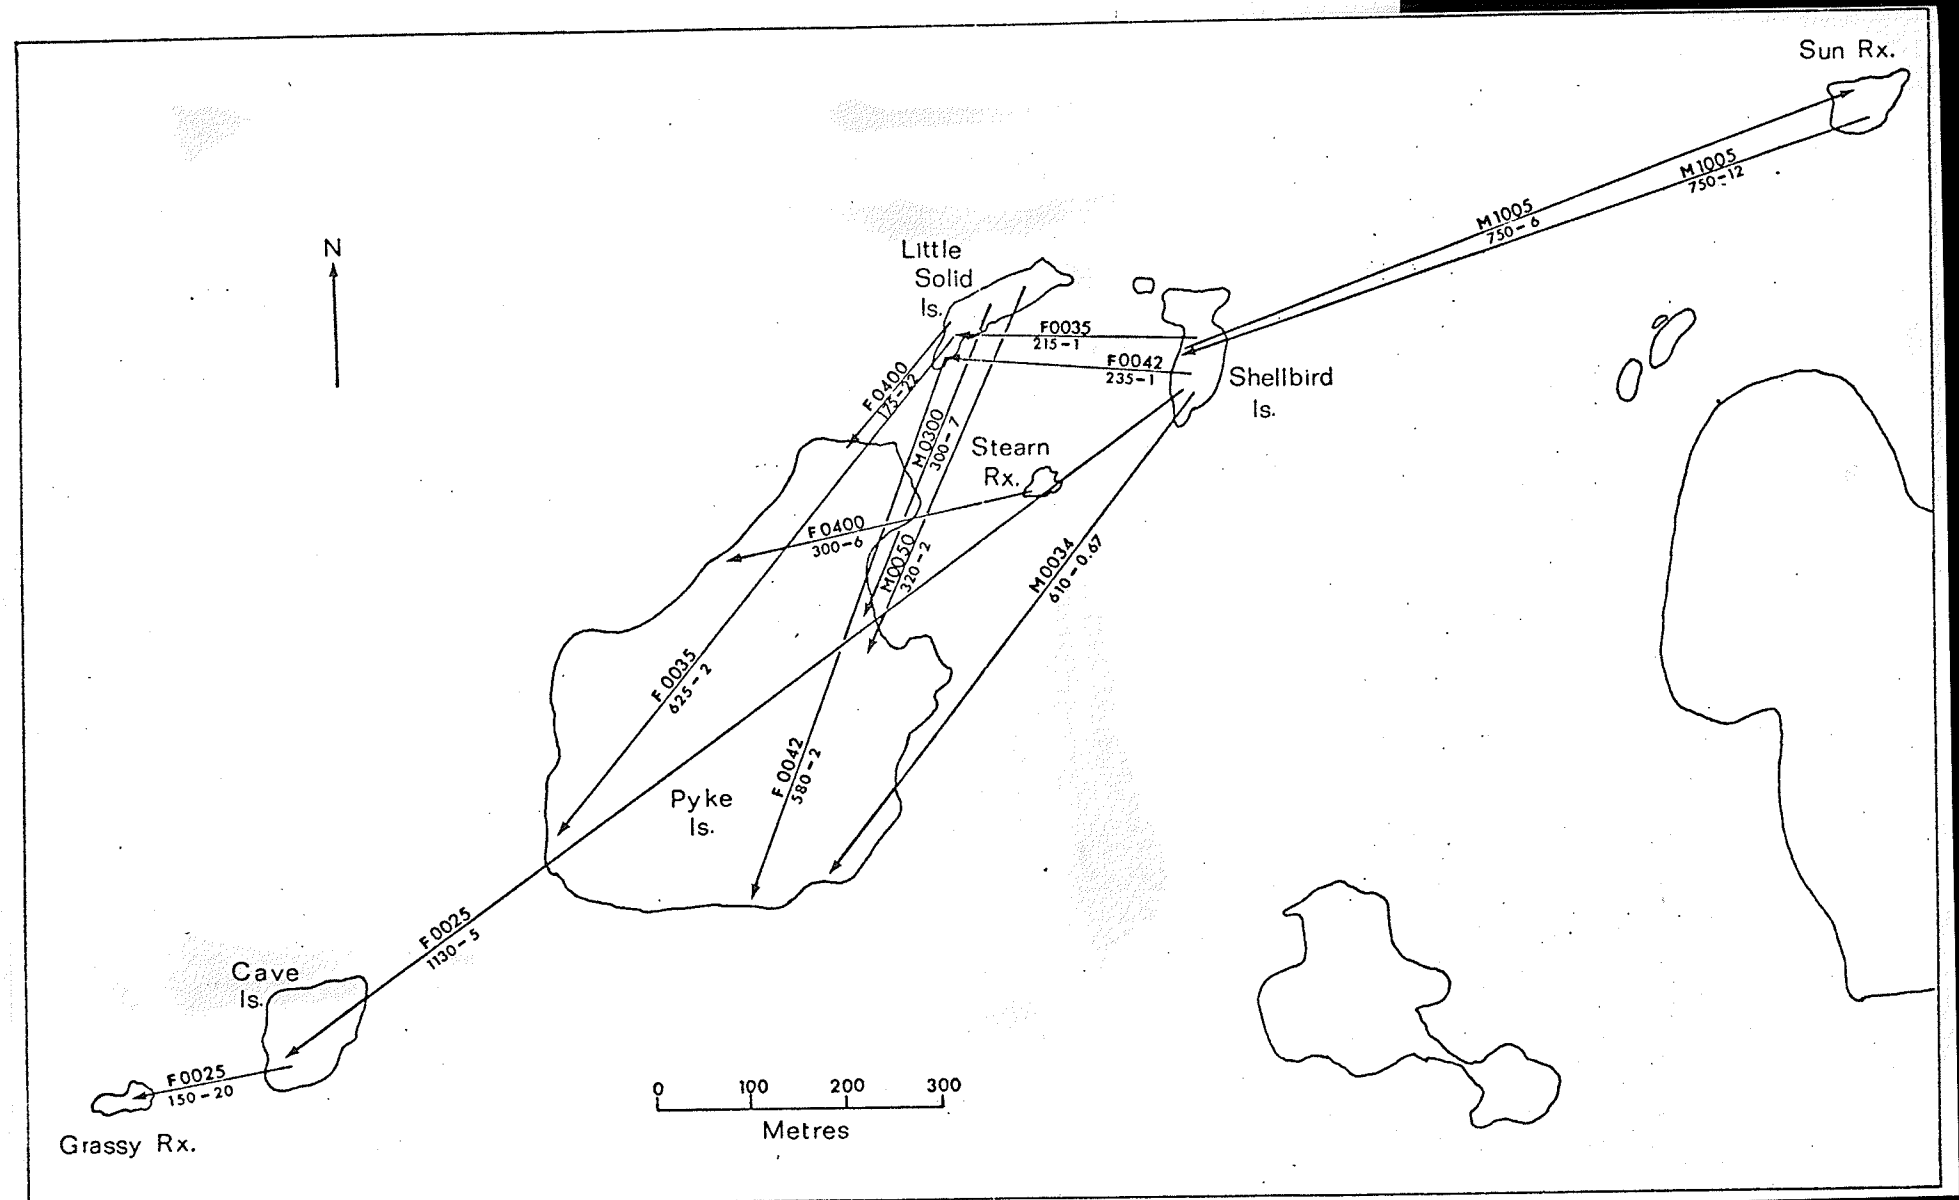 Sun Rx.
M1005
750-12
M1005
750-6
N
Little
Solid
Is.
F0035
215-1
F0042
235-1
Shellbird
Is.
F0400
175-22
M0300
300-7
Stearn
Rx.
F0400
300-6
M0050
320-2
M0034
610-0.67
F0035
625-2
F0042
580-2
Pyke
Is.
F0025
1130-5
Cave
Is.
F0025
150-20
Grassy Rx.
0 100 200 300
Metres